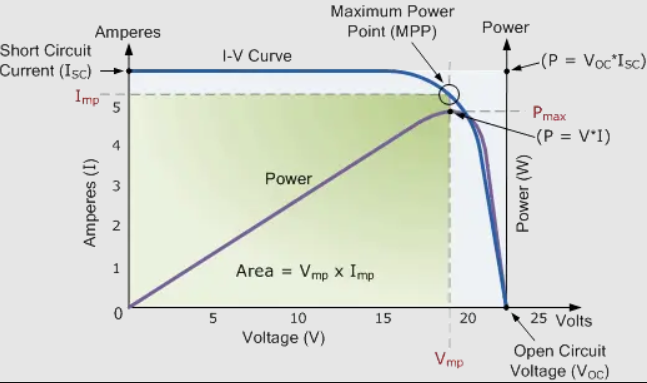 Maximum Power
Point (MPP)
Amperes
Power
Short Circuit
Current (ISC)
I-V Curve
(P = VOC*ISC)
Imp
Pmax
(P = V*I)
5
4
3
2
1
0
Amperes (I)
Power
Power (W)
Area = Vmp x Imp
5
10
15
20
25
Volts
Voltage (V)
Vmp
Open Circuit
Voltage (VOC)